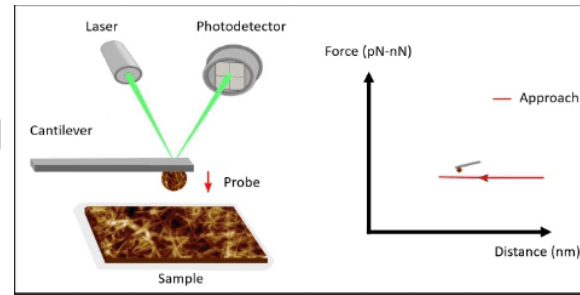 Laser
Photodetector
Cantilever
Probe
Sample
Force (pN-nN)
Approach
Distance (nm)